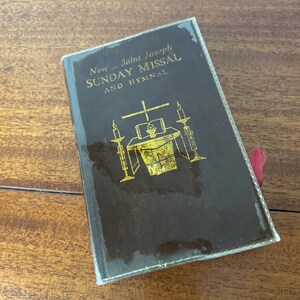 New ... Saint Joseph
SUNDAY MISSAL
AND HYMNAL